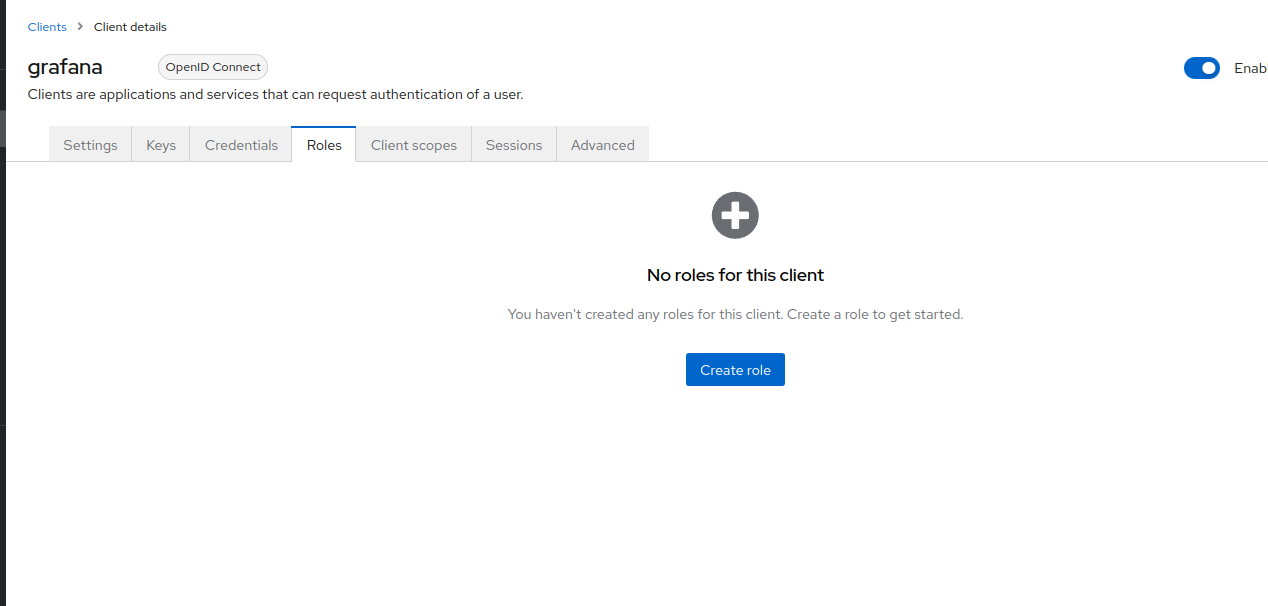 Clients > Client details
grafana OpenID Connect Enab
Clients are applications and services that can request authentication of a user.
Settings Keys Credentials Roles Client scopes Sessions Advanced
No roles for this client
You haven't created any roles for this client. Create a role to get started.
Create role